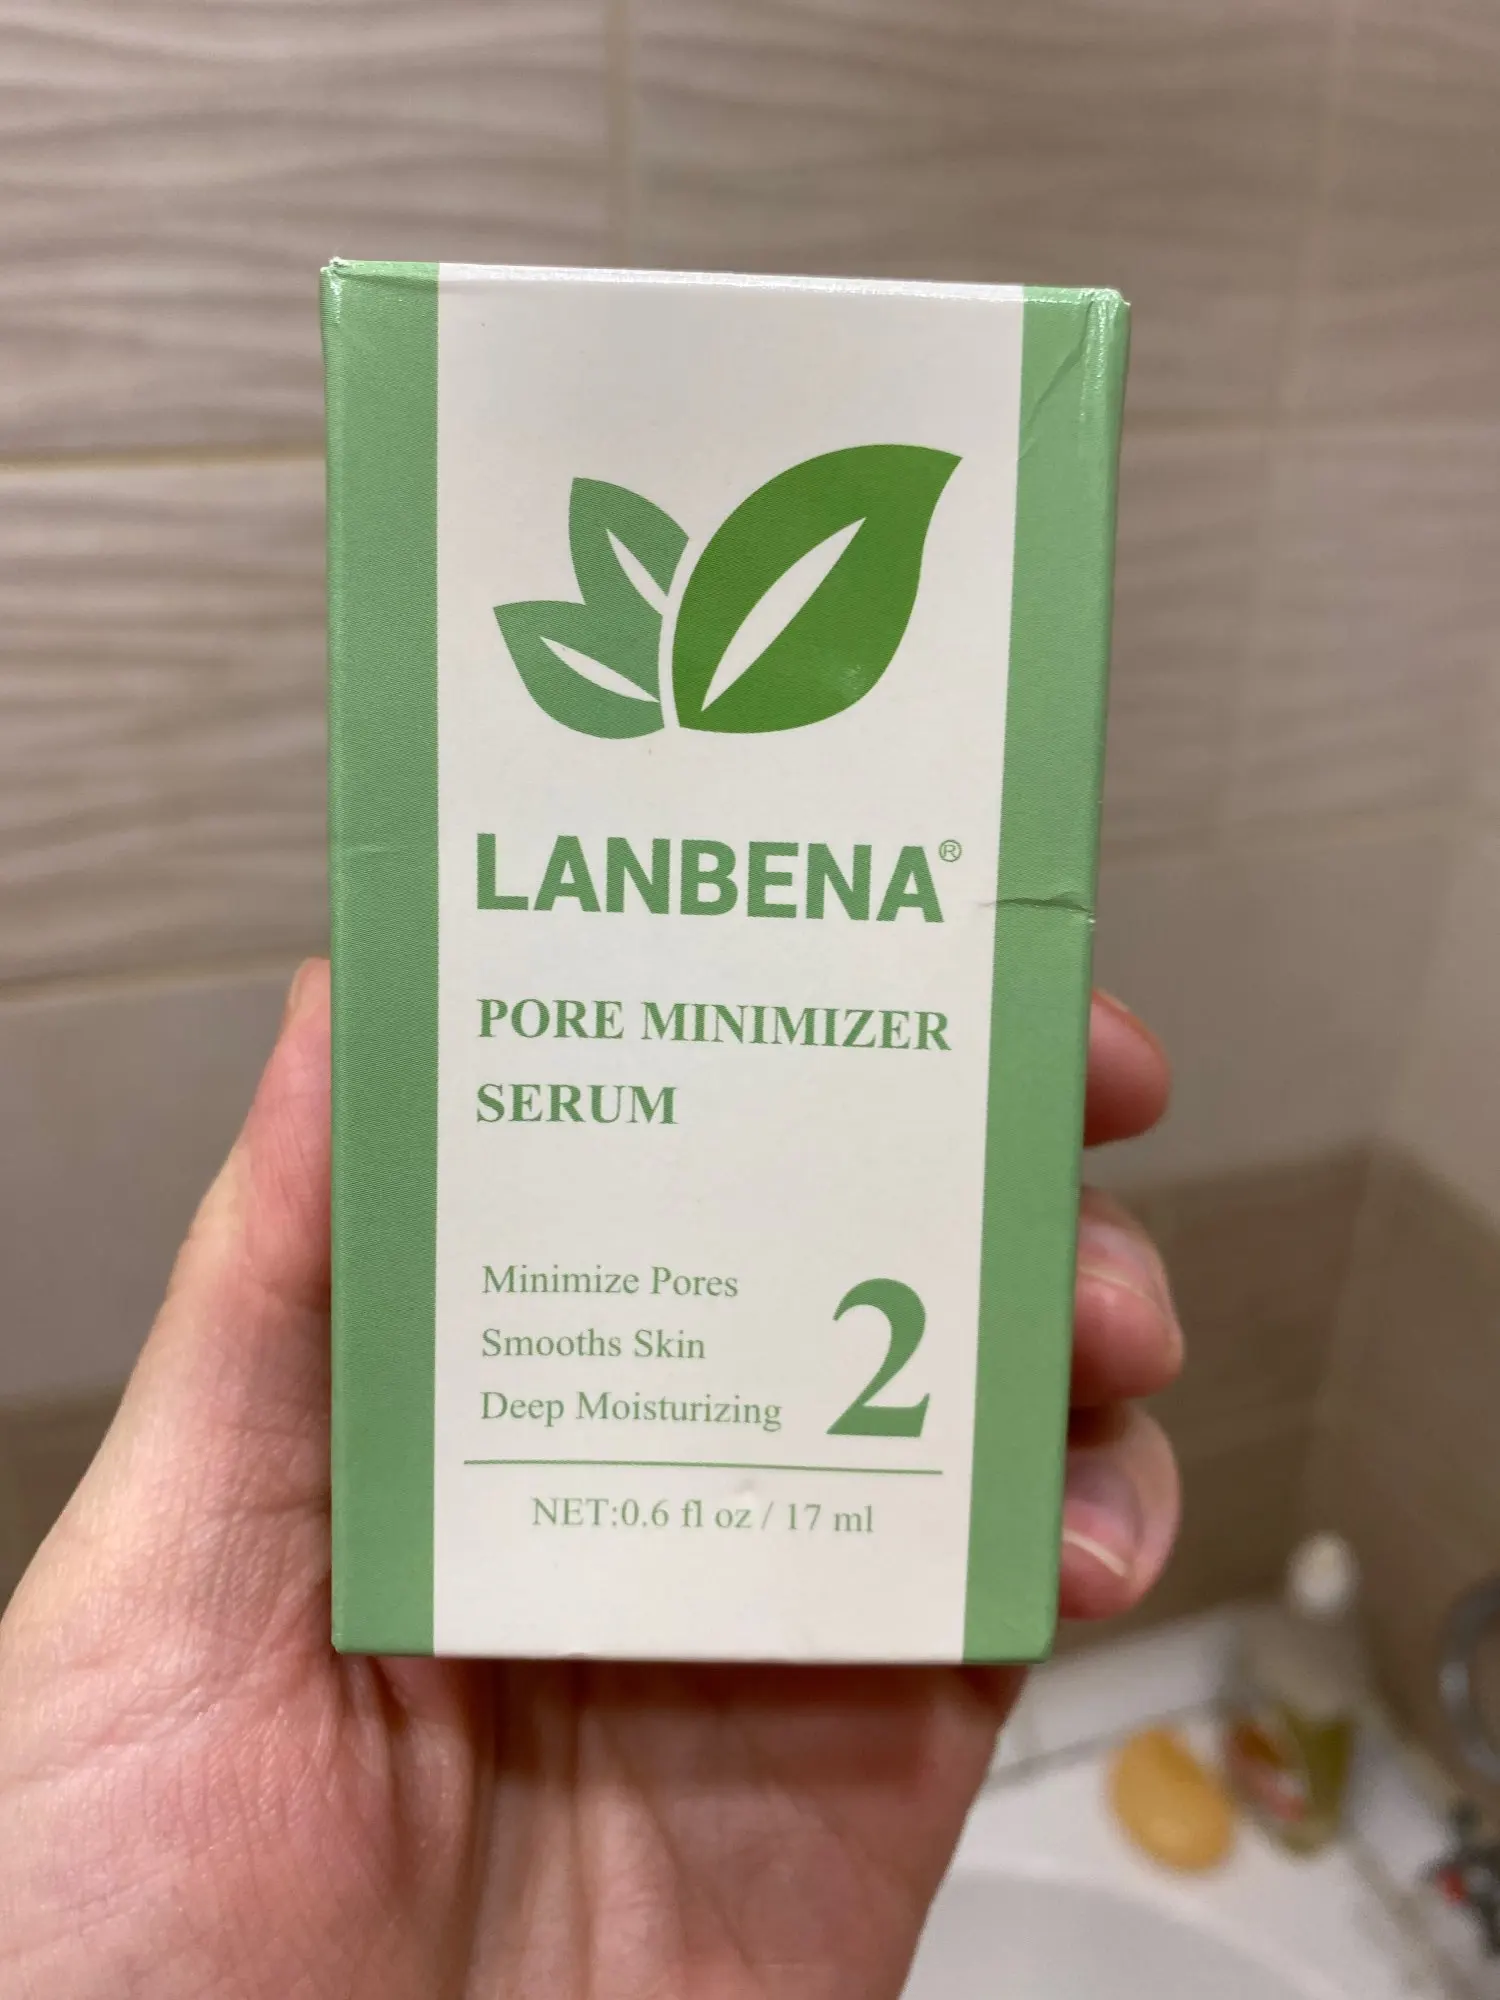 LANBENA®
PORE MINIMIZER
SERUM
Minimize Pores
Smooths Skin
Deep Moisturizing
2
NET:0.6 fl oz / 17 ml